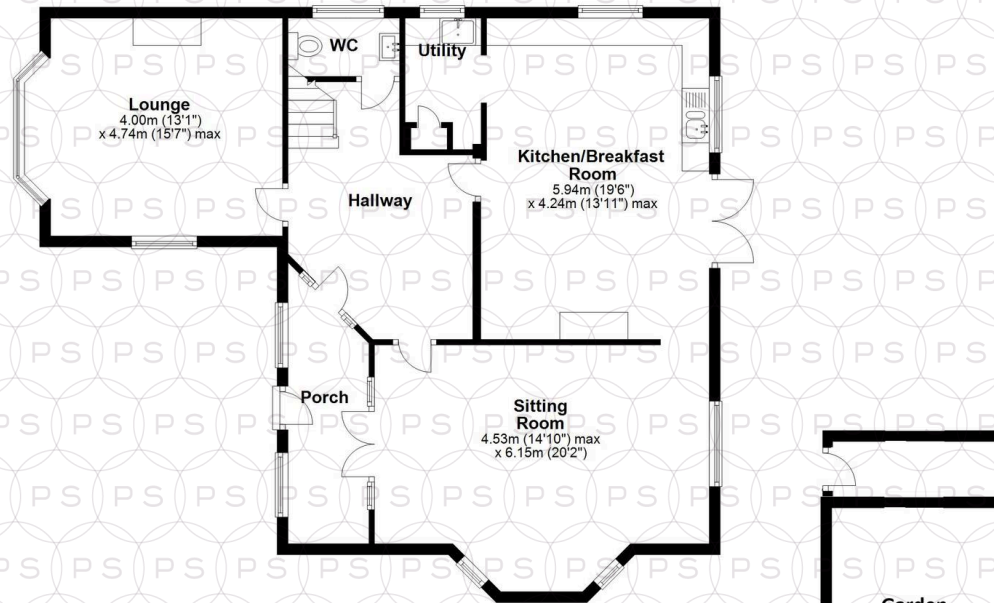 WC
Utility
Lounge
4.00m (13'1")
x 4.74m (15'7") max
Kitchen/Breakfast
Room
5.94m (19'6")
x 4.24m (13'11") max
Hallway
Porch
Sitting
Room
4.53m (14'10") max
x 6.15m (20'2")